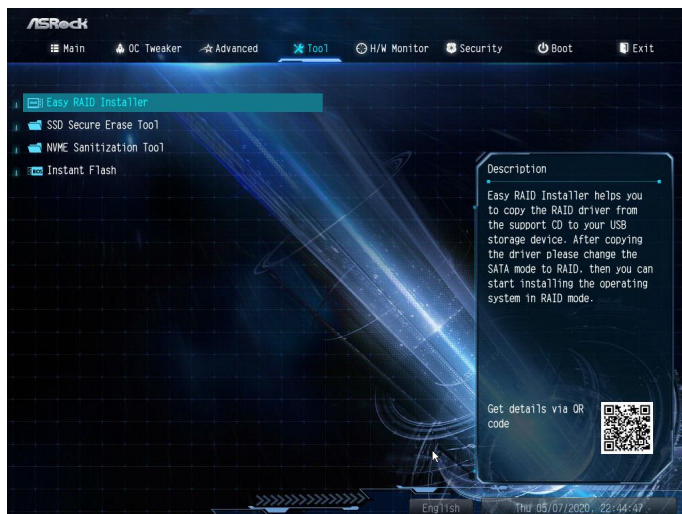 ASRock
Main OC Tweaker Advanced Tool H/W Monitor Security Boot Exit
Easy RAID Installer
SSD Secure Erase Tool
NVME Sanitization Tool
BIOS Instant Flash
Description
Easy RAID Installer helps you
to copy the RAID driver from
the support CD to your USB
storage device. After copying
the driver please change the
SATA mode to RAID. then you can
start installing the operating
system in RAID mode.
Get details via QR
code
English Thu 05/07/2020, 22:44:47